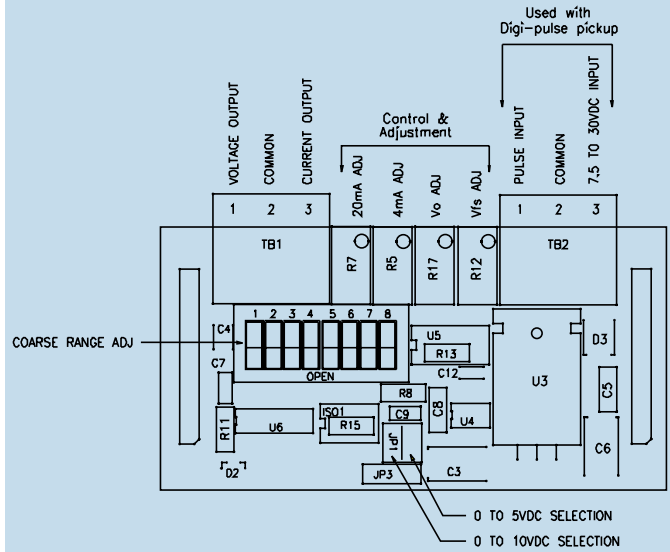 Used with
Digi-pulse pickup
VOLTAGE OUTPUT
COMMON
CURRENT OUTPUT
Control &
Adjustment
20mA ADJ
4mA ADJ
Vo ADJ
Vfs ADJ
PULSE INPUT
COMMON
7.5 TO 30VDC INPUT
1 2 3
1 2 3
TB1
R7
R5
R17
R12
TB2
1 2 3 4 5 6 7 8
OPEN
COARSE RANGE ADJ
C4
U5
R13
D3
C7
C12
U3
C5
R8
C8
R11
U6
ISO1
R15
C9
U4
JP1
C6
D2
JP3
C3
0 TO 5VDC SELECTION
0 TO 10VDC SELECTION